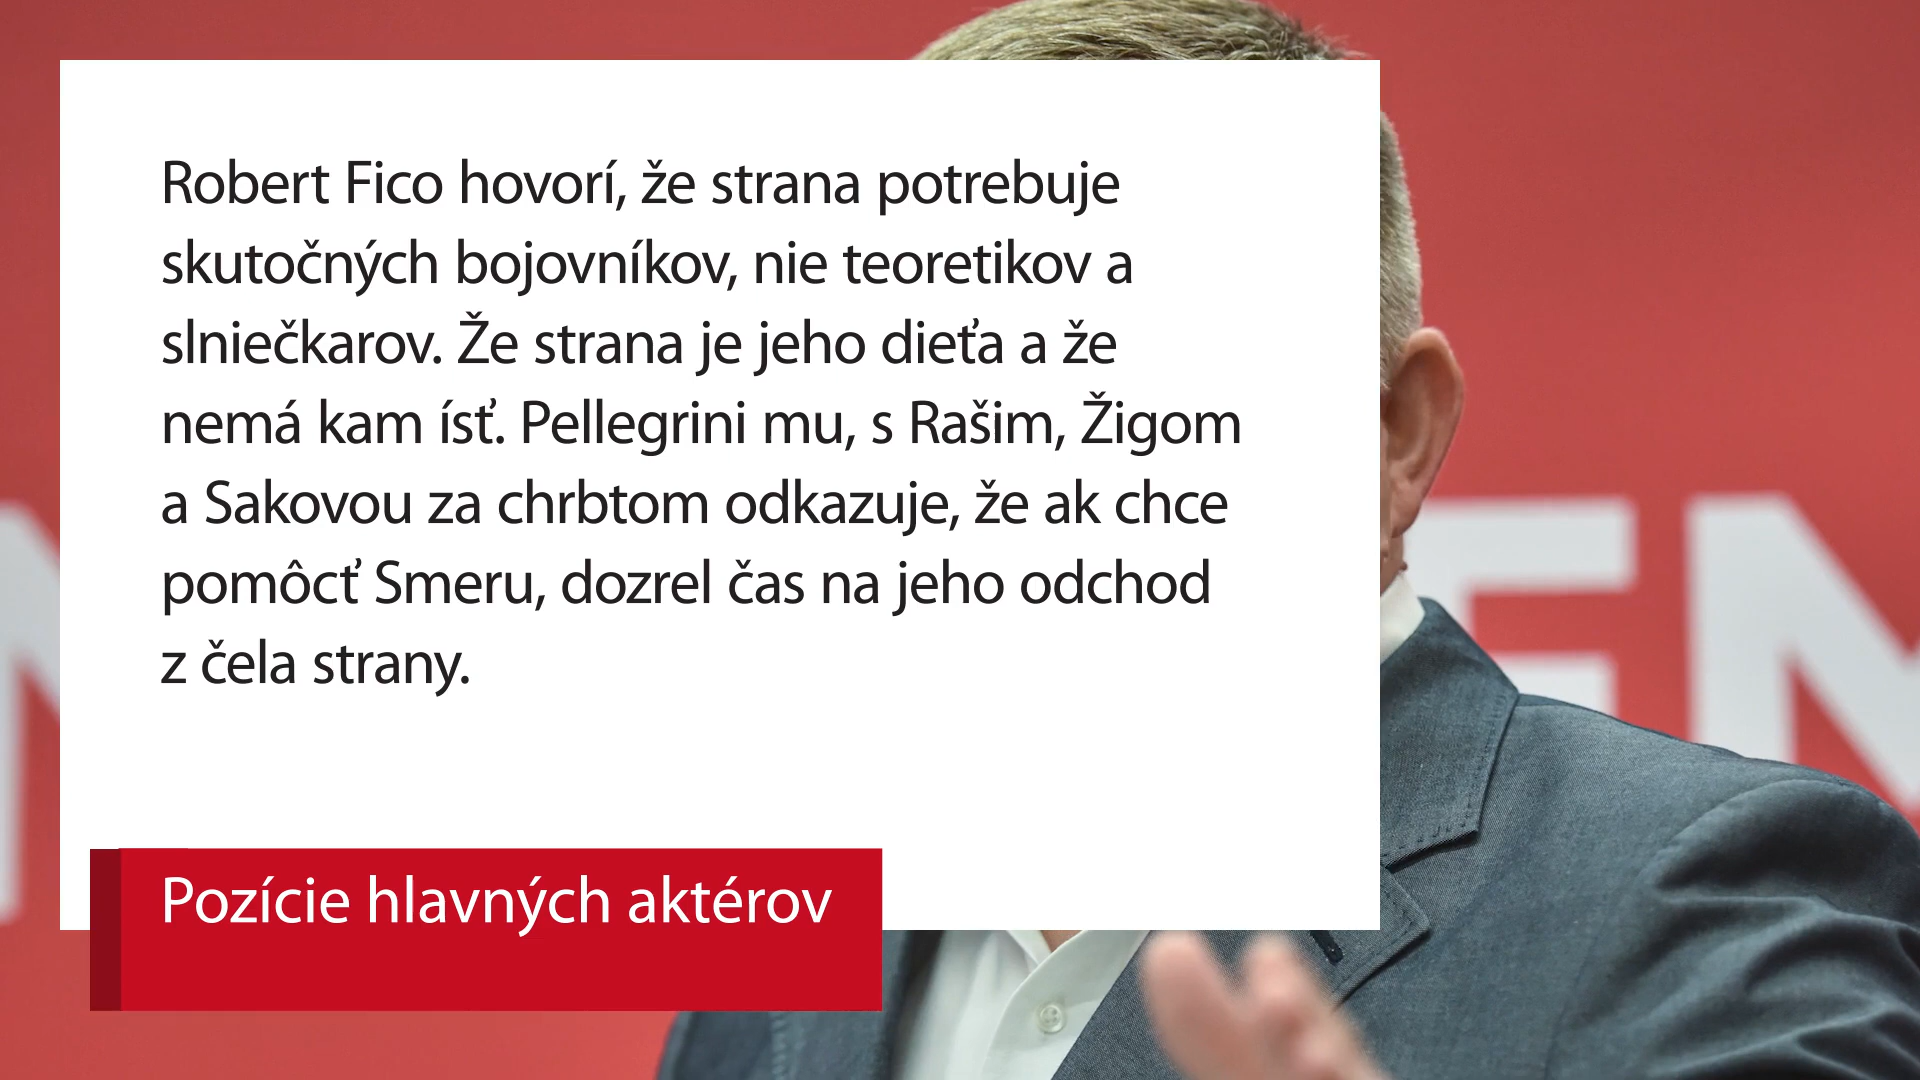 Robert Fico hovorí, že strana potrebuje
skutočných bojovníkov, nie teoretikov a
slniečkarov. Že strana je jeho dieťa a že
nemá kam ísť. Pellegrini mu, s Rašim, Žigom
a Sakovou za chrbtom odkazuje, že ak chce
pomôcť Smeru, dozrel čas na jeho odchod
z čela strany.
Pozície hlavných aktérov